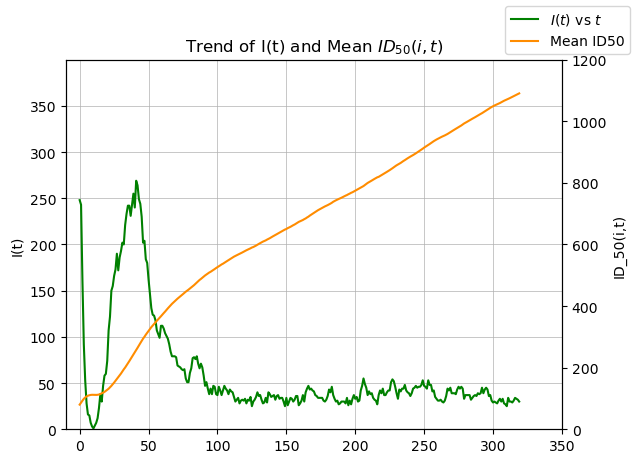 I(t) vs t
Mean ID50
Trend of I(t) and Mean ID₅₀(i, t)
350
300
250
200
150
100
50
0
I(t)
1200
1000
800
600
400
200
0
ID_50(i,t)
0 50 100 150 200 250 300 350